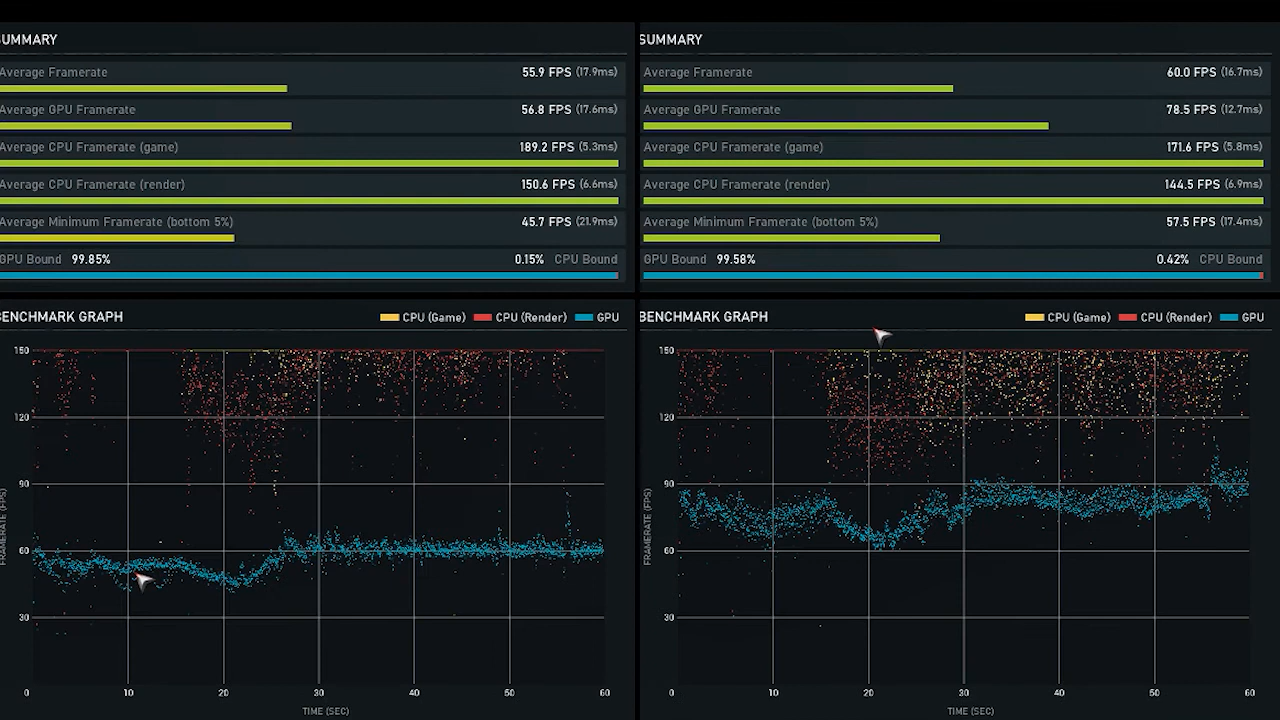 UMMARY
Average Framerate 55.9 FPS (17.9ms)
Average GPU Framerate 56.8 FPS (17.6ms)
Average CPU Framerate (game) 189.2 FPS (5.3ms)
Average CPU Framerate (render) 150.6 FPS (6.6ms)
Average Minimum Framerate (bottom 5%) 45.7 FPS (21.9ms)
GPU Bound 99.85% 0.15% CPU Bound
SUMMARY
Average Framerate 60.0 FPS (16.7ms)
Average GPU Framerate 78.5 FPS (12.7ms)
Average CPU Framerate (game) 171.6 FPS (5.8ms)
Average CPU Framerate (render) 144.5 FPS (6.9ms)
Average Minimum Framerate (bottom 5%) 57.5 FPS (17.4ms)
GPU Bound 99.58% 0.42% CPU Bound
ENCHMARK GRAPH CPU (Game) CPU (Render) GPU
150
120
90
60
30
FRAMERATE (FPS)
0 10 20 30 40 50 60
TIME (SEC)
BENCHMARK GRAPH CPU (Game) CPU (Render) GPU
150
120
90
60
30
FRAMERATE (FPS)
0 10 20 30 40 50 60
TIME (SEC)